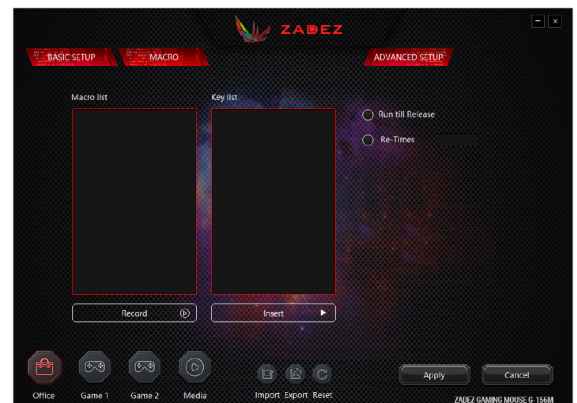 ZADEZ
BASIC SETUP
MACRO
ADVANCED SETUP
Macro list
Key list
Run till Release
Re-Times
Record
Insert
Office
Game 1
Game 2
Media
Import
Export
Reset
Apply
Cancel
ZADEZ GAMING MOUSE G-156M